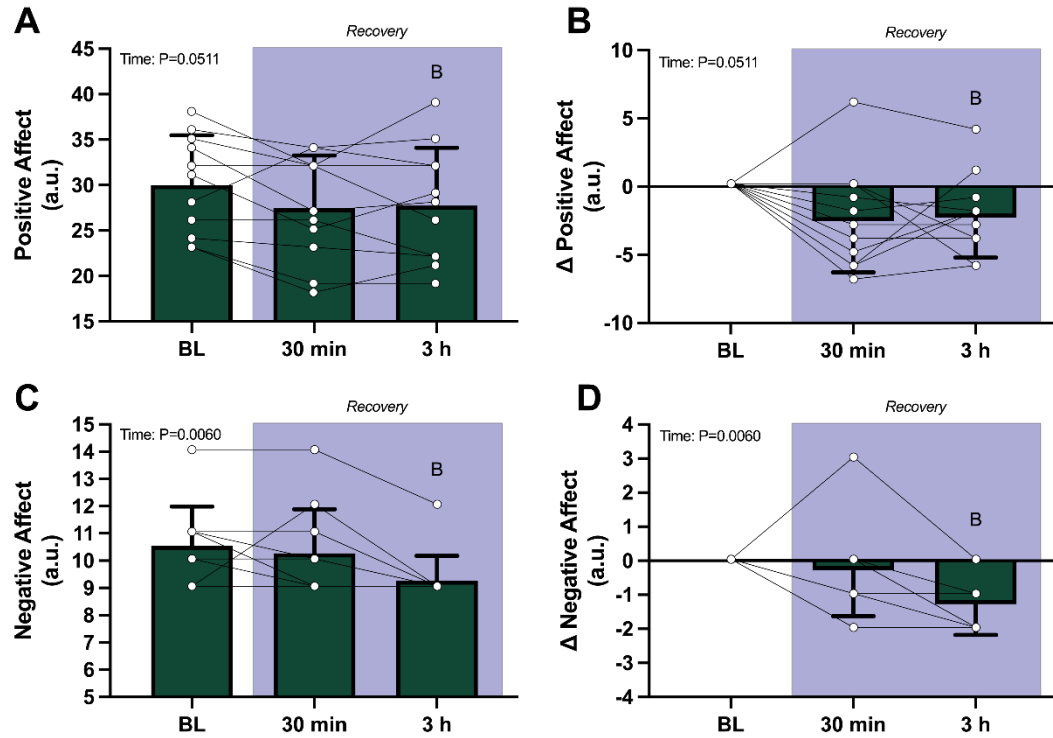 A
Recovery
Time: P=0.0511
B
Positive Affect
(a.u.)
45
40
35
30
25
20
15
BL
30 min
3 h
B
Recovery
Time: P=0.0511
B
Δ Positive Affect
(a.u.)
10
5
0
-5
-10
BL
30 min
3 h
C
Recovery
Time: P=0.0060
B
Negative Affect
(a.u.)
15
14
13
12
11
10
9
8
7
6
5
BL
30 min
3 h
D
Recovery
Time: P=0.0060
B
Δ Negative Affect
(a.u.)
4
3
2
1
0
-1
-2
-3
-4
BL
30 min
3 h